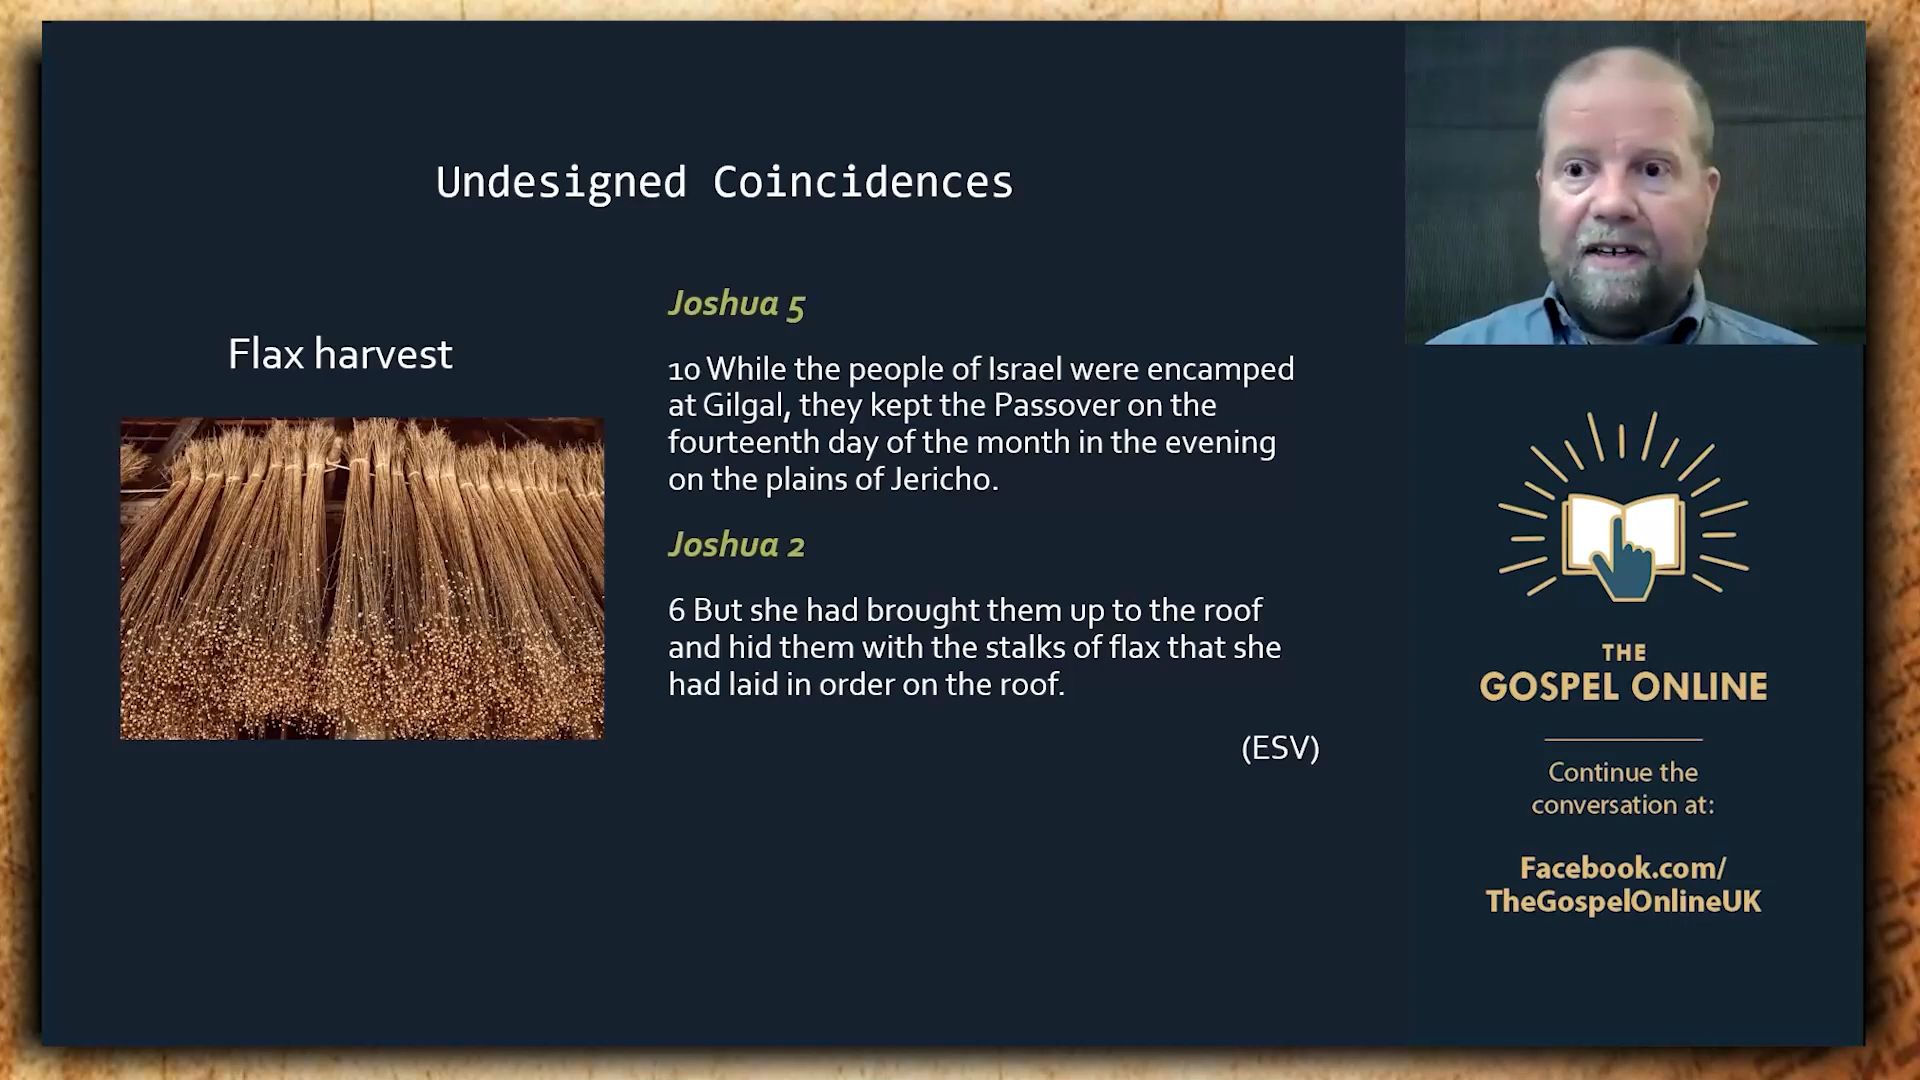 Undesigned Coincidences
Flax harvest
Joshua 5
10 While the people of Israel were encamped
at Gilgal, they kept the Passover on the
fourteenth day of the month in the evening
on the plains of Jericho.
Joshua 2
6 But she had brought them up to the roof
and hid them with the stalks of flax that she
had laid in order on the roof.
(ESV)
THE
GOSPEL ONLINE
Continue the
conversation at:
Facebook.com/
TheGospelOnlineUK